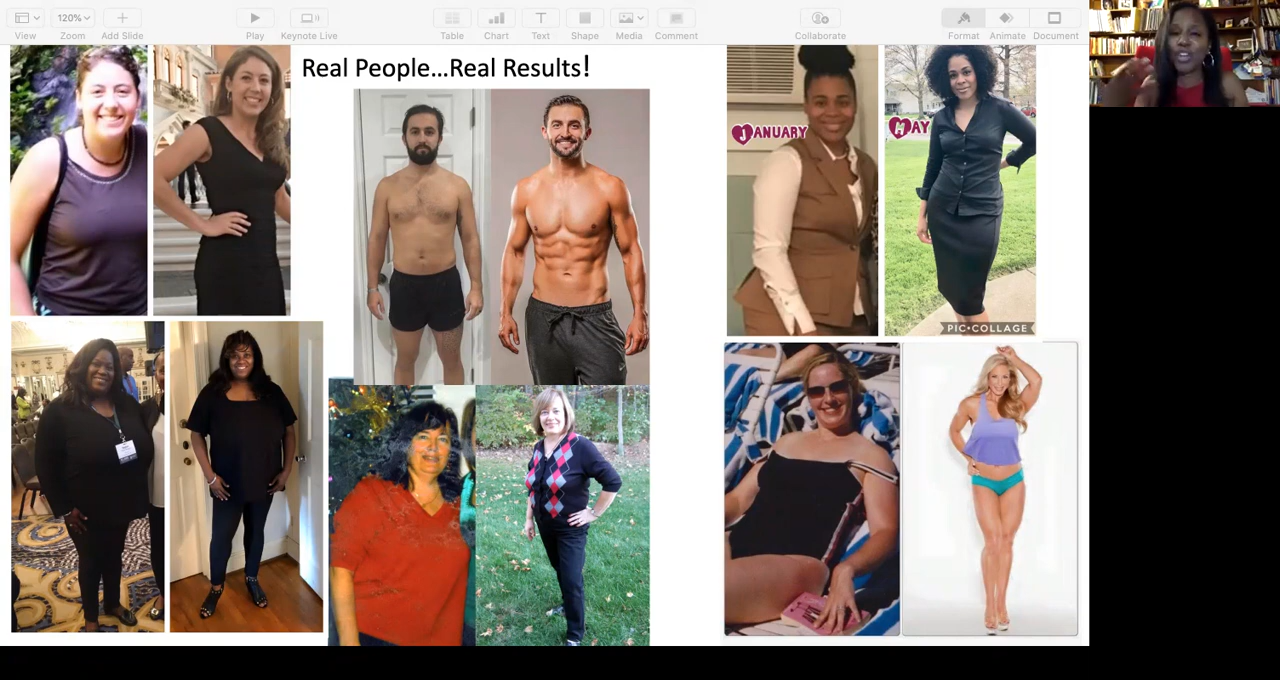 View
120%
Zoom
Add Slide
Play
Keynote Live
Table
Chart
Text
Shape
Media
Comment
Collaborate
Format
Animate
Document
Real People...Real Results!
JANUARY
MAY
PIC•COLLAGE